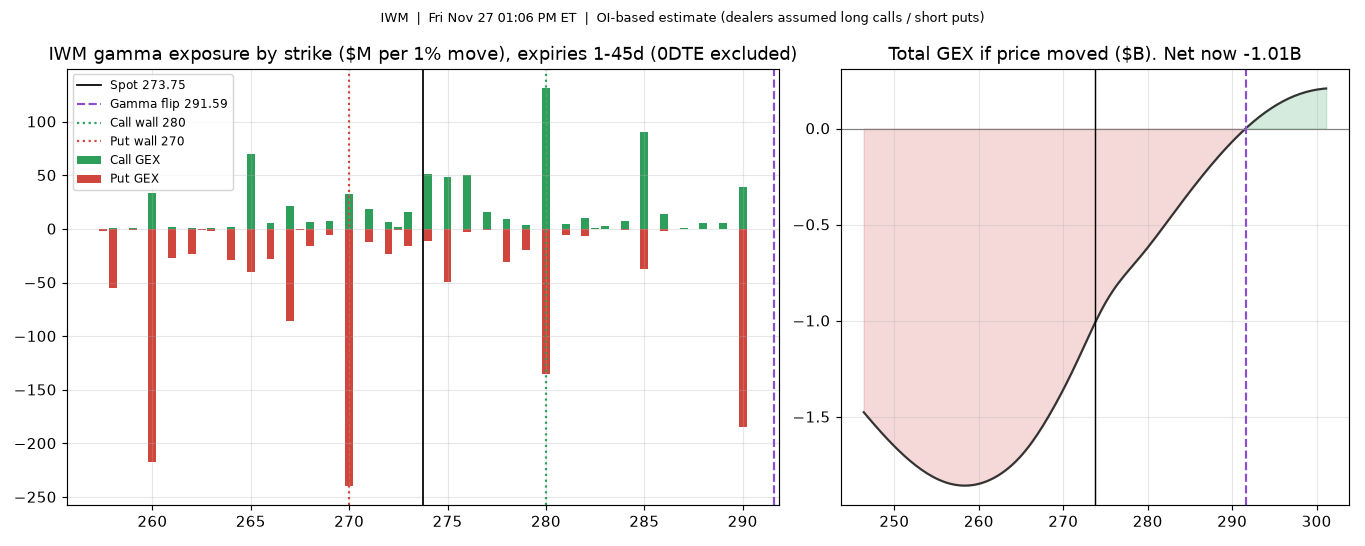 IWM | Fri Nov 27 01:06 PM ET | OI-based estimate (dealers assumed long calls / short puts)
IWM gamma exposure by strike ($M per 1% move), expiries 1-45d (0DTE excluded)
Spot 273.75
Gamma flip 291.59
Call wall 280
Put wall 270
Call GEX
Put GEX
100
50
0
−50
−100
−150
−200
−250
260 265 270 275 280 285 290
Total GEX if price moved ($B). Net now -1.01B
0.0
−0.5
−1.0
−1.5
250 260 270 280 290 300